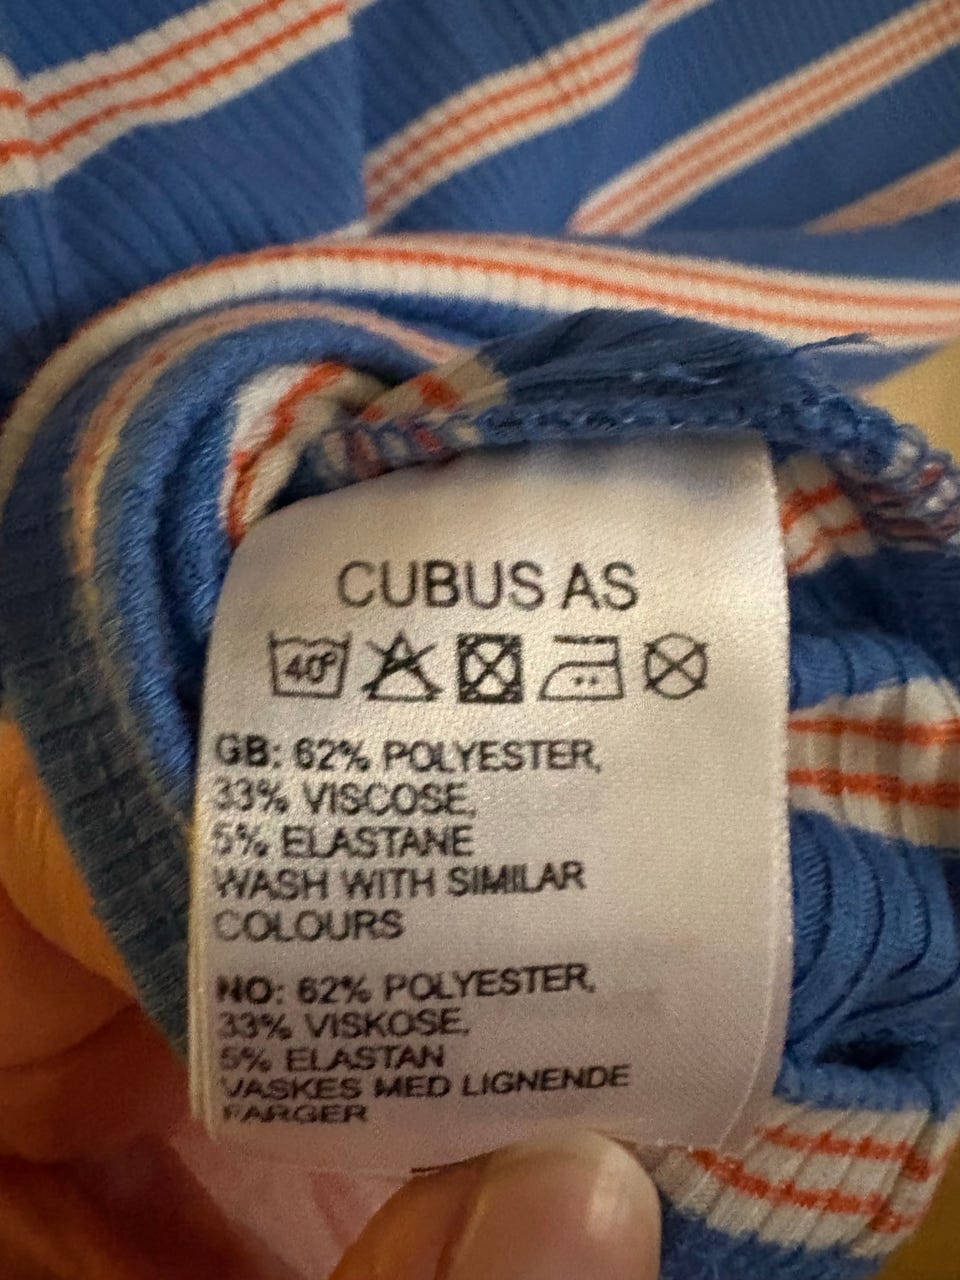 CUBUS AS
40°
GB: 62% POLYESTER,
33% VISCOSE,
5% ELASTANE
WASH WITH SIMILAR
COLOURS
NO: 62% POLYESTER,
33% VISKOSE,
5% ELASTAN
VASKES MED LIGNENDE
FARGER